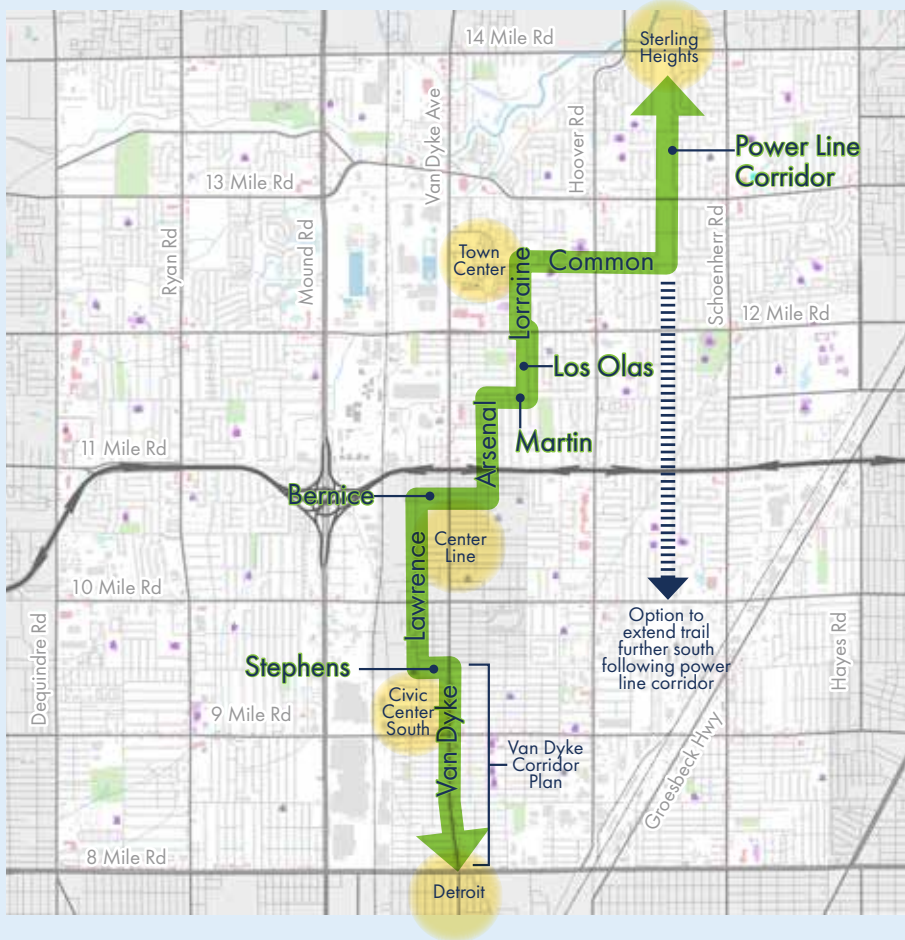 14 Mile Rd
Sterling
Heights
Van Dyke Ave
Hoover Rd
Power Line
Corridor
13 Mile Rd
Ryan Rd
Mound Rd
Schoenherr Rd
Town
Center
Lorraine
Common
12 Mile Rd
Los Olas
Arsenal
Martin
11 Mile Rd
Bernice
Center
Line
Lawrence
10 Mile Rd
Dequindre Rd
Hayes Rd
Option to
extend trail
further south
following power
line corridor
Stephens
Civic
Center
South
9 Mile Rd
Van Dyke
Van Dyke
Corridor
Plan
Groesbeck Hwy
8 Mile Rd
Detroit